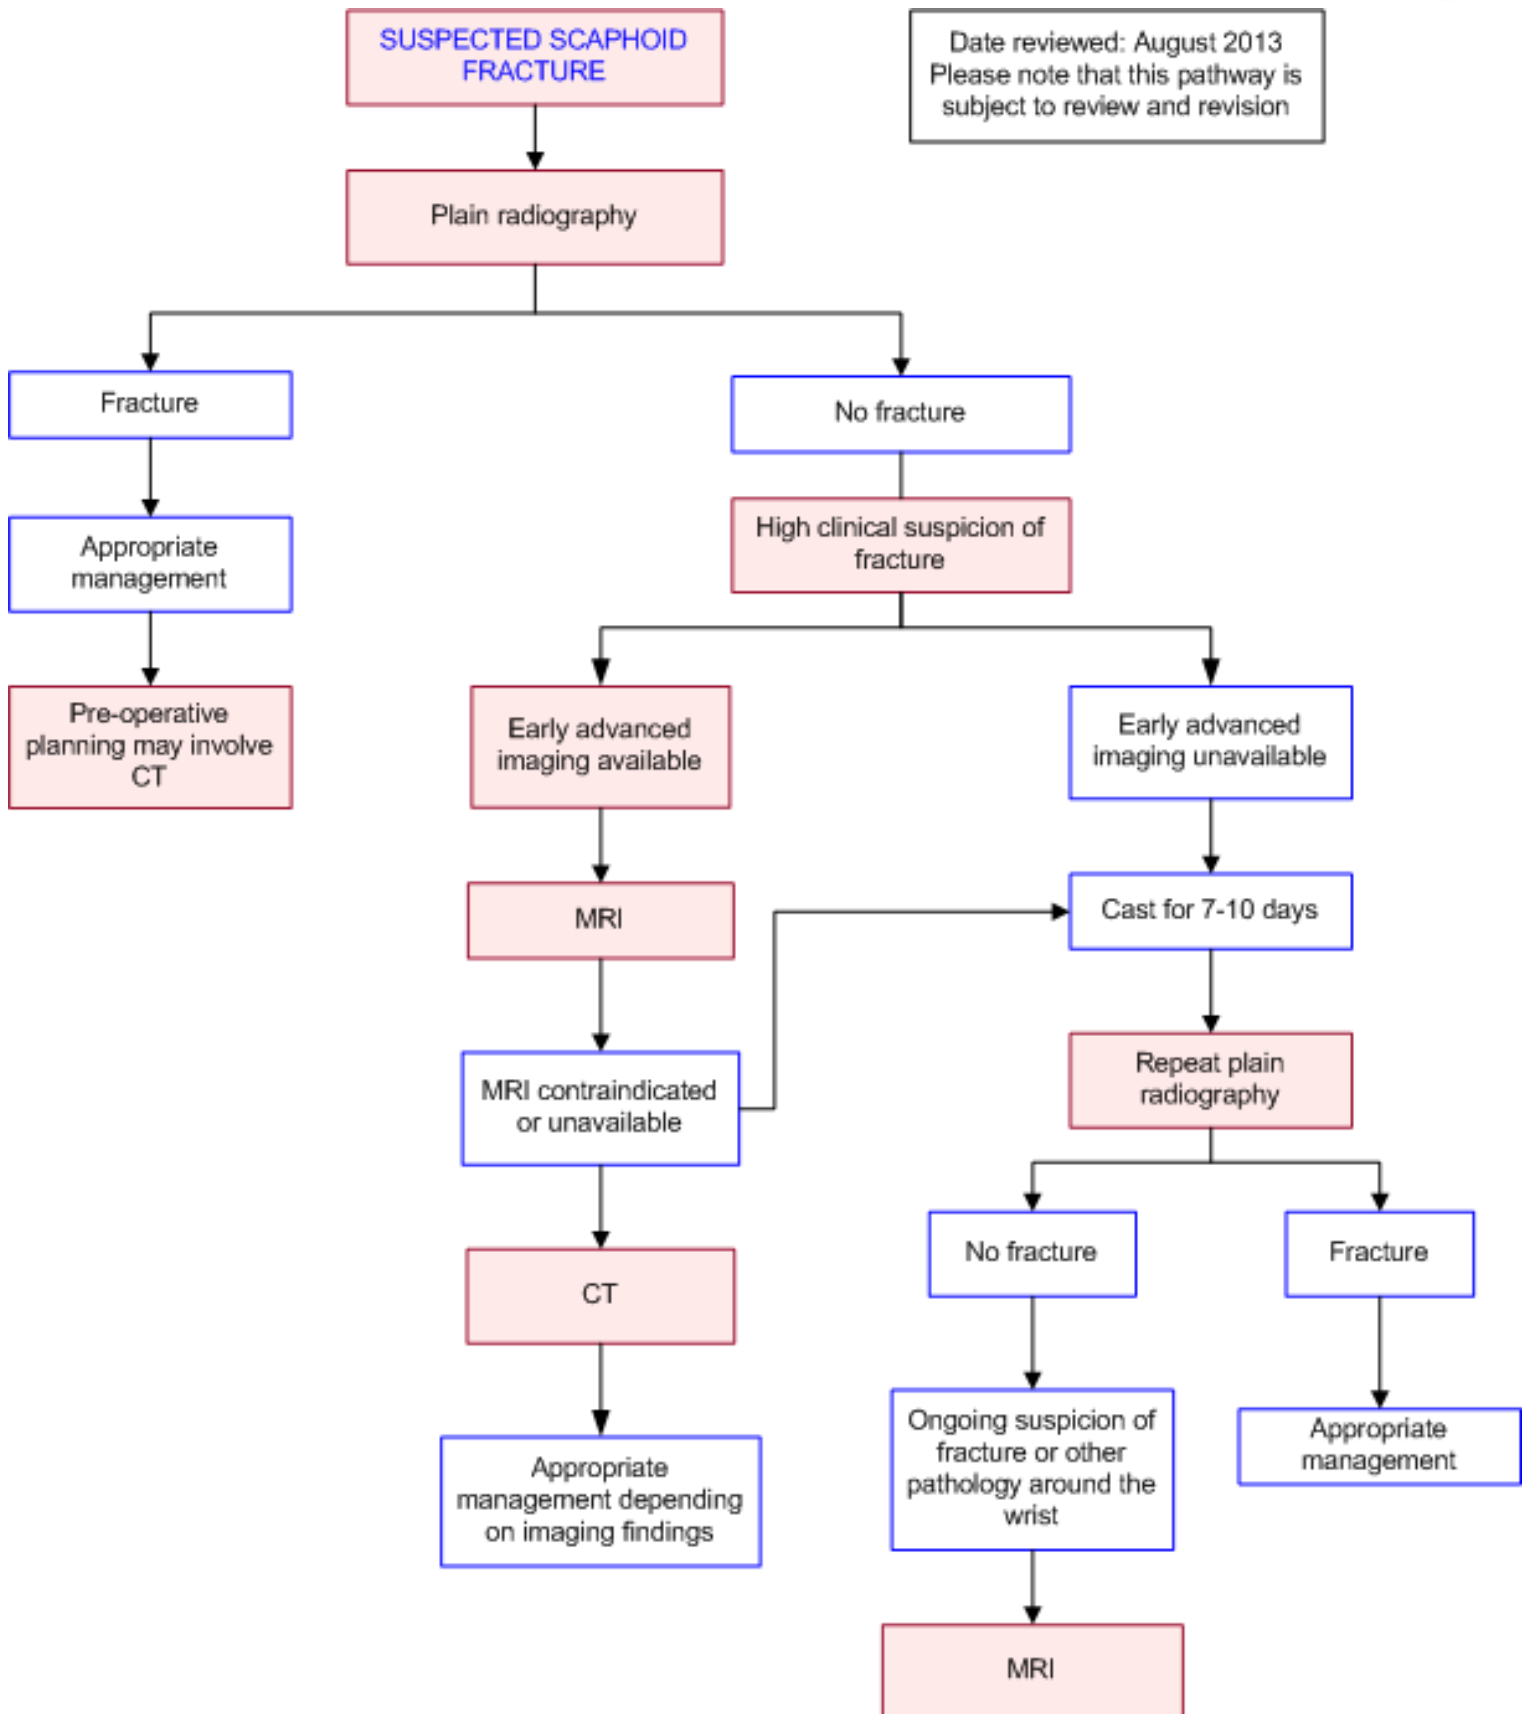 SUSPECTED SCAPHOID
FRACTURE
Date reviewed: August 2013
Please note that this pathway is
subject to review and revision
Plain radiography
Fracture
No fracture
High clinical suspicion of
fracture
Appropriate
management
Pre-operative
planning may involve
CT
Early advanced
imaging available
Early advanced
imaging unavailable
MRI
Cast for 7-10 days
MRI contraindicated
or unavailable
Repeat plain
radiography
CT
No fracture
Fracture
Appropriate
management depending
on imaging findings
Ongoing suspicion of
fracture or other
pathology around the
wrist
Appropriate
management
MRI